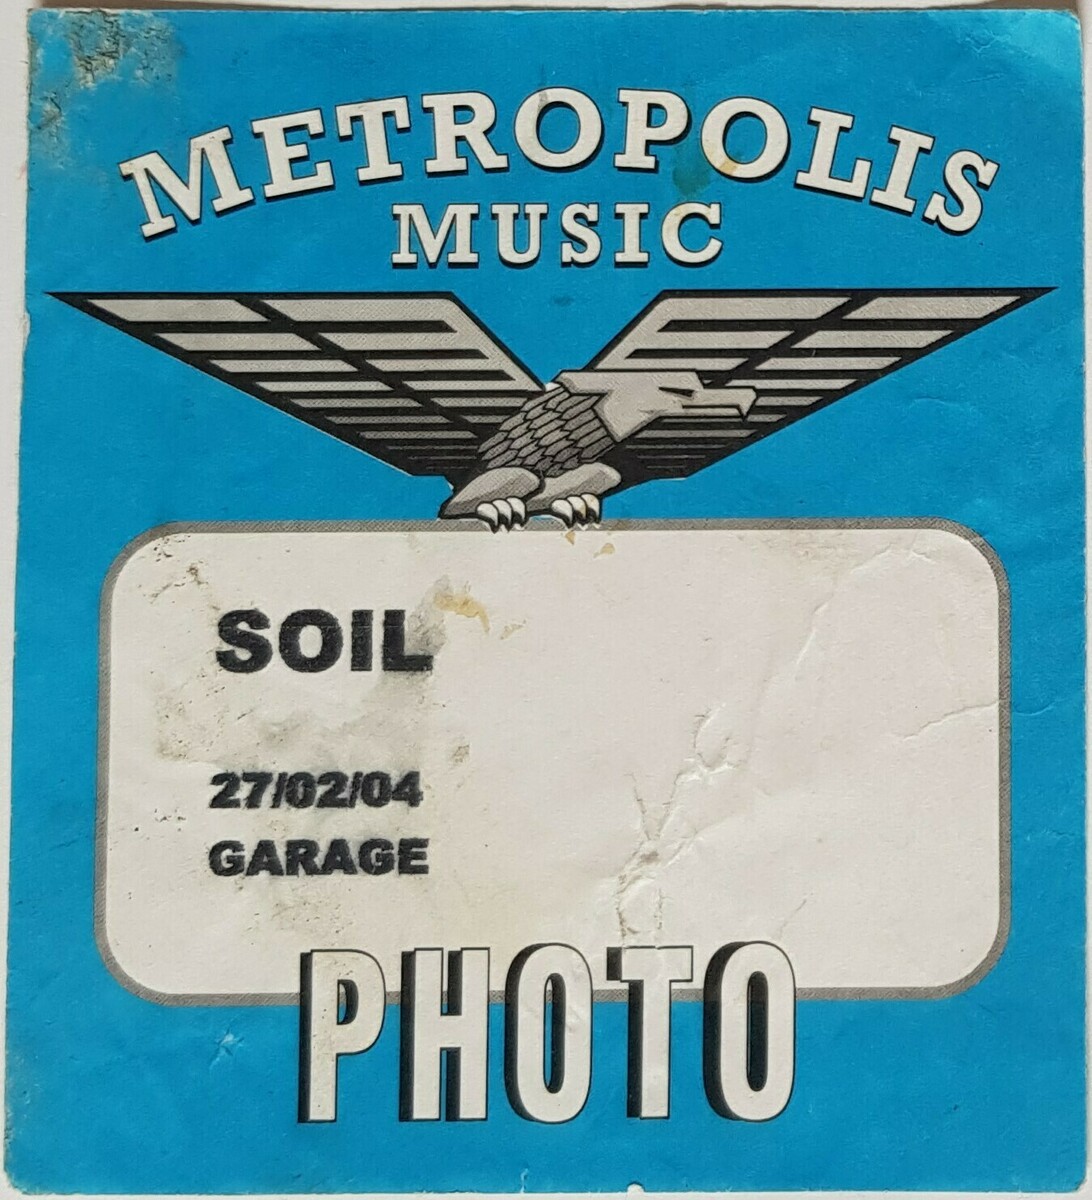 METROPOLIS
MUSIC
SOIL
27/02/04
GARAGE
PHOTO